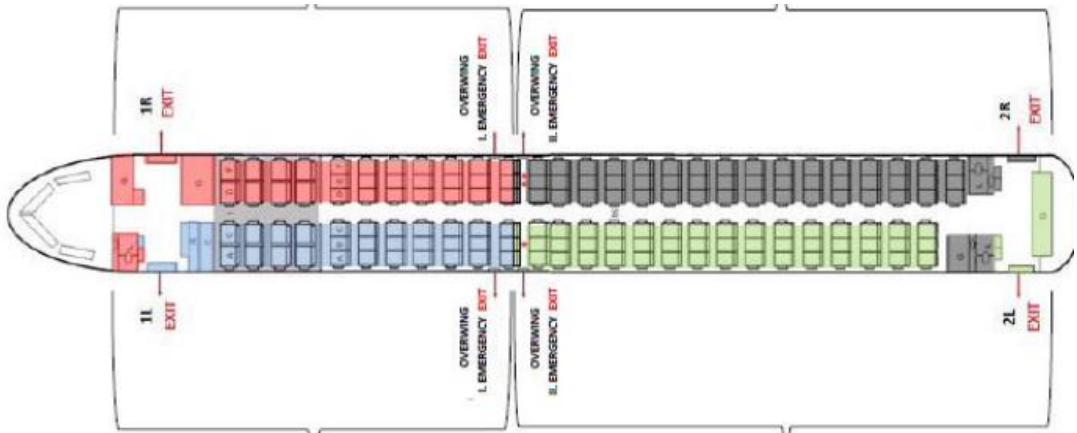 1R
EXIT
OVERWING
I. EMERGENCY EXIT
OVERWING
II. EMERGENCY EXIT
2R
EXIT
1L
EXIT
OVERWING
I. EMERGENCY EXIT
OVERWING
II. EMERGENCY EXIT
2L
EXIT